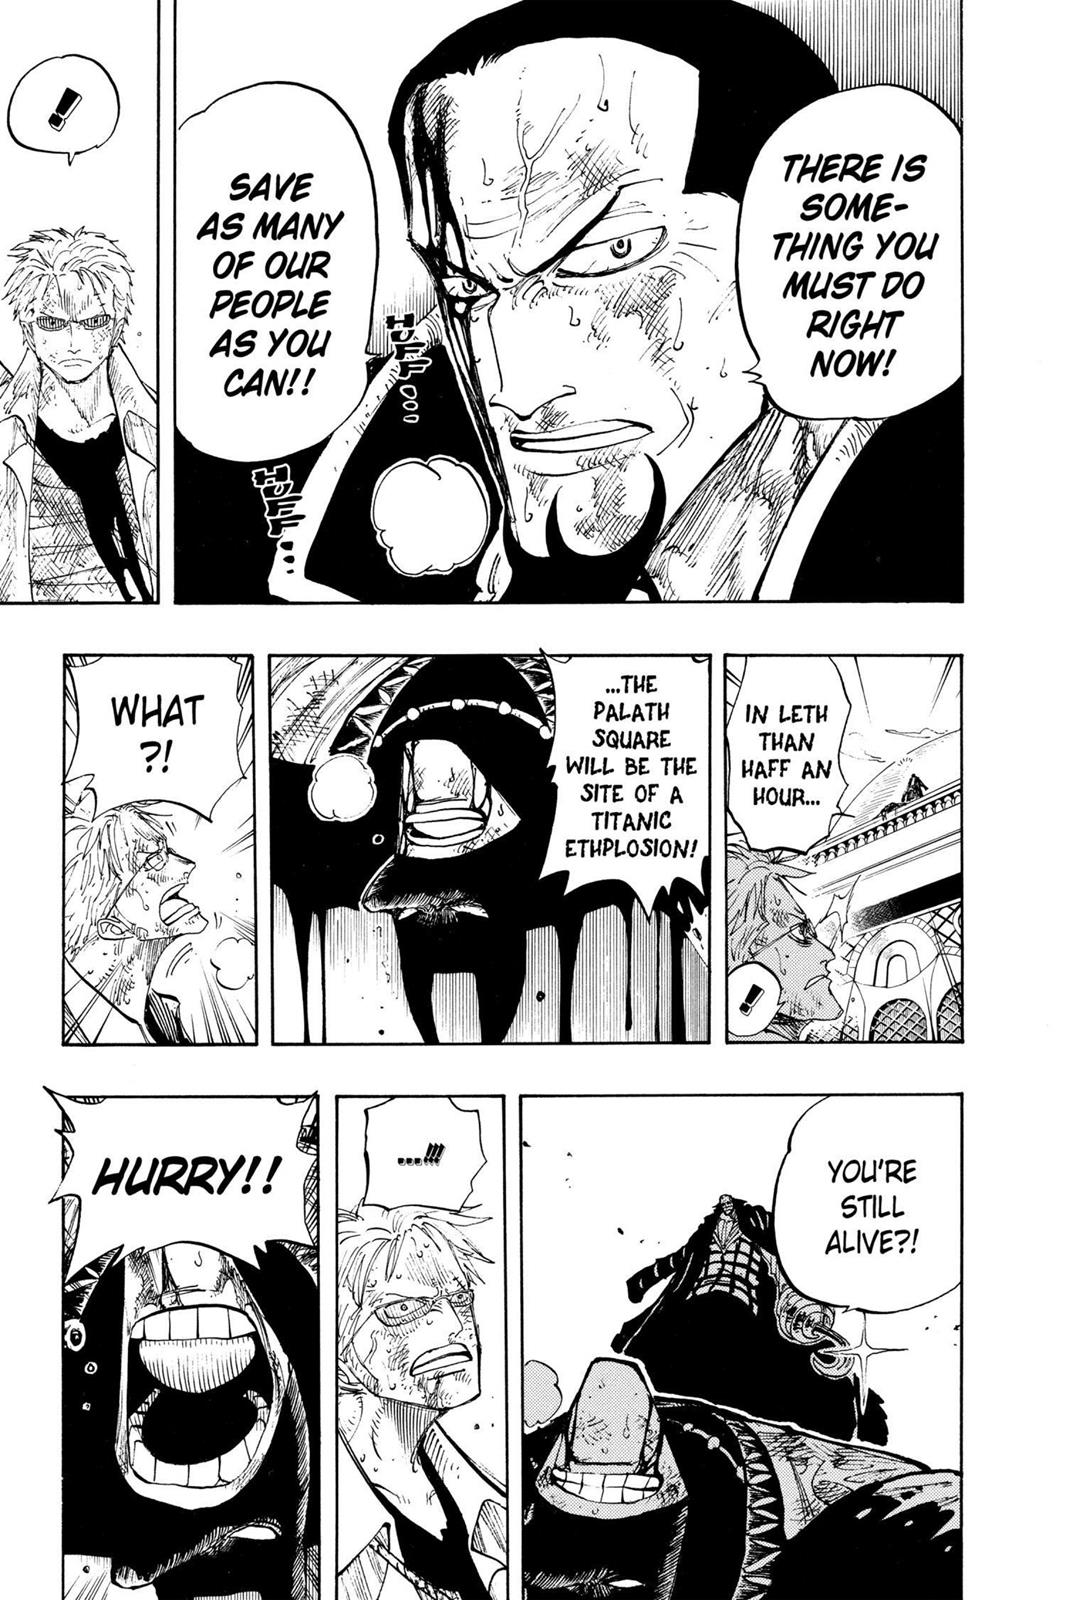 THERE IS
SOME-
THING YOU
MUST DO
RIGHT
NOW!
SAVE
AS MANY
OF OUR
PEOPLE
AS YOU
CAN!!
HUFF...
HUFF...
!
IN LETH
THAN
HAFF AN
HOUR...
!
...THE
PALATH
SQUARE
WILL BE THE
SITE OF A
TITANIC
ETHPLOSION!
WHAT
?!
YOU'RE
STILL
ALIVE?!
...!!!
HURRY!!